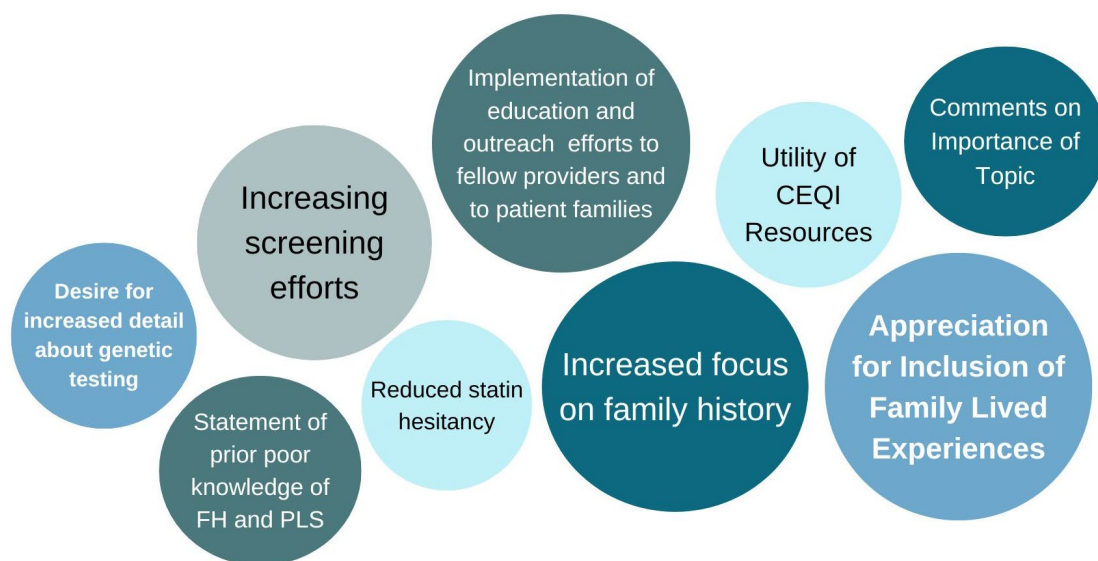 Desire for
increased detail
about genetic
testing
Increasing
screening
efforts
Statement of
prior poor
knowledge of
FH and PLS
Reduced statin
hesitancy
Implementation of
education and
outreach efforts to
fellow providers and
to patient families
Increased focus
on family history
Utility of
CEQI
Resources
Comments on
Importance of
Topic
Appreciation
for Inclusion of
Family Lived
Experiences